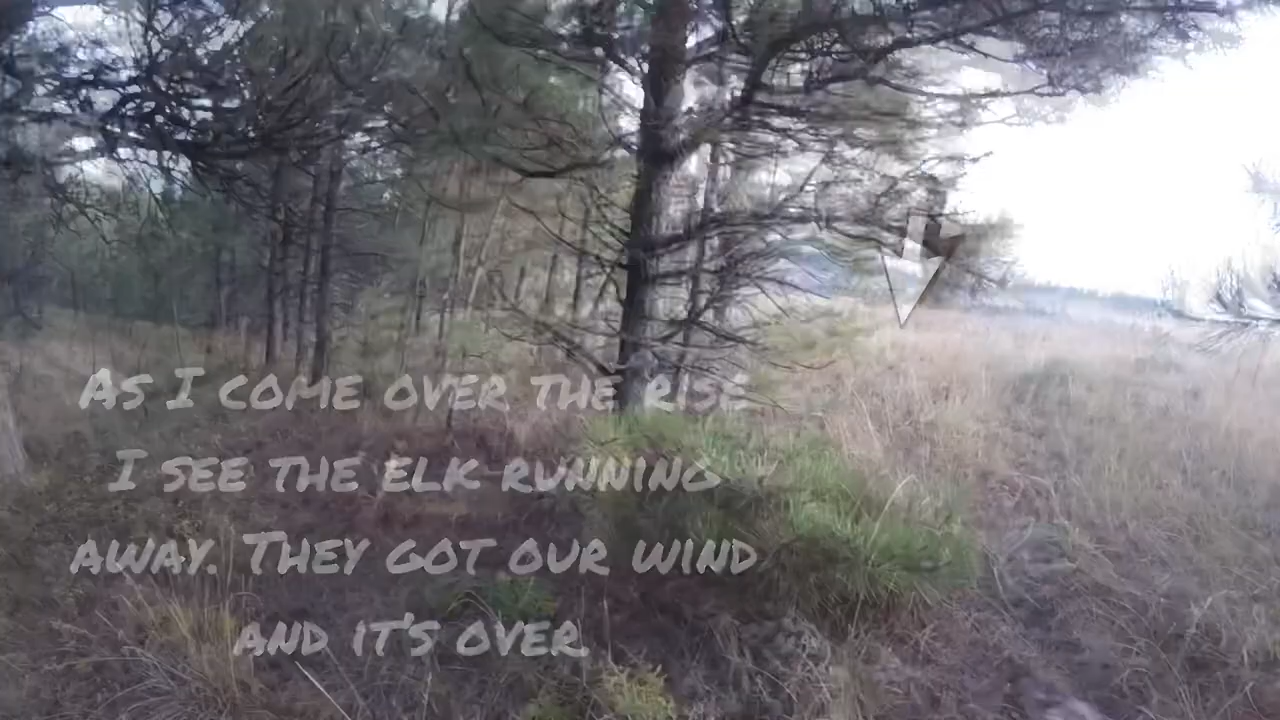 As I come over the rise
I see the elk running
away. They got our wind
and it's over.